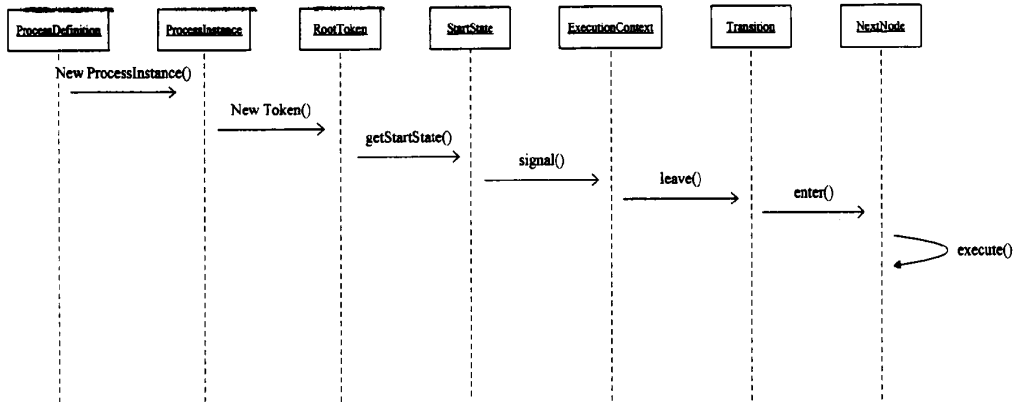 ProcessDefinition
ProcessInstance
RootToken
StartState
ExecutionContext
Transition
NextNode
New ProcessInstance()
New Token()
getStartState()
signal()
leave()
enter()
execute()